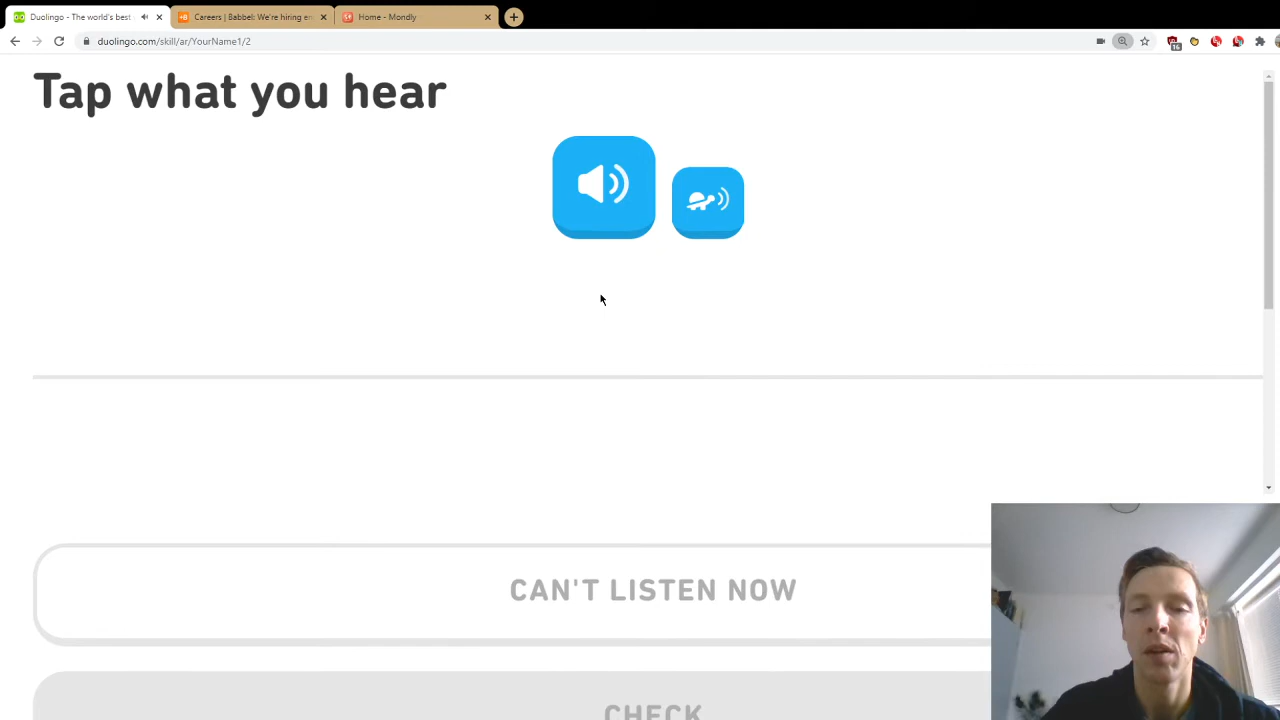 Duolingo - The world's best
Careers | Babbel: We're hiring en
Home - Mondly
duolingo.com/skill/ar/YourName1/2
16
Tap what you hear
CAN'T LISTEN NOW
CHECK